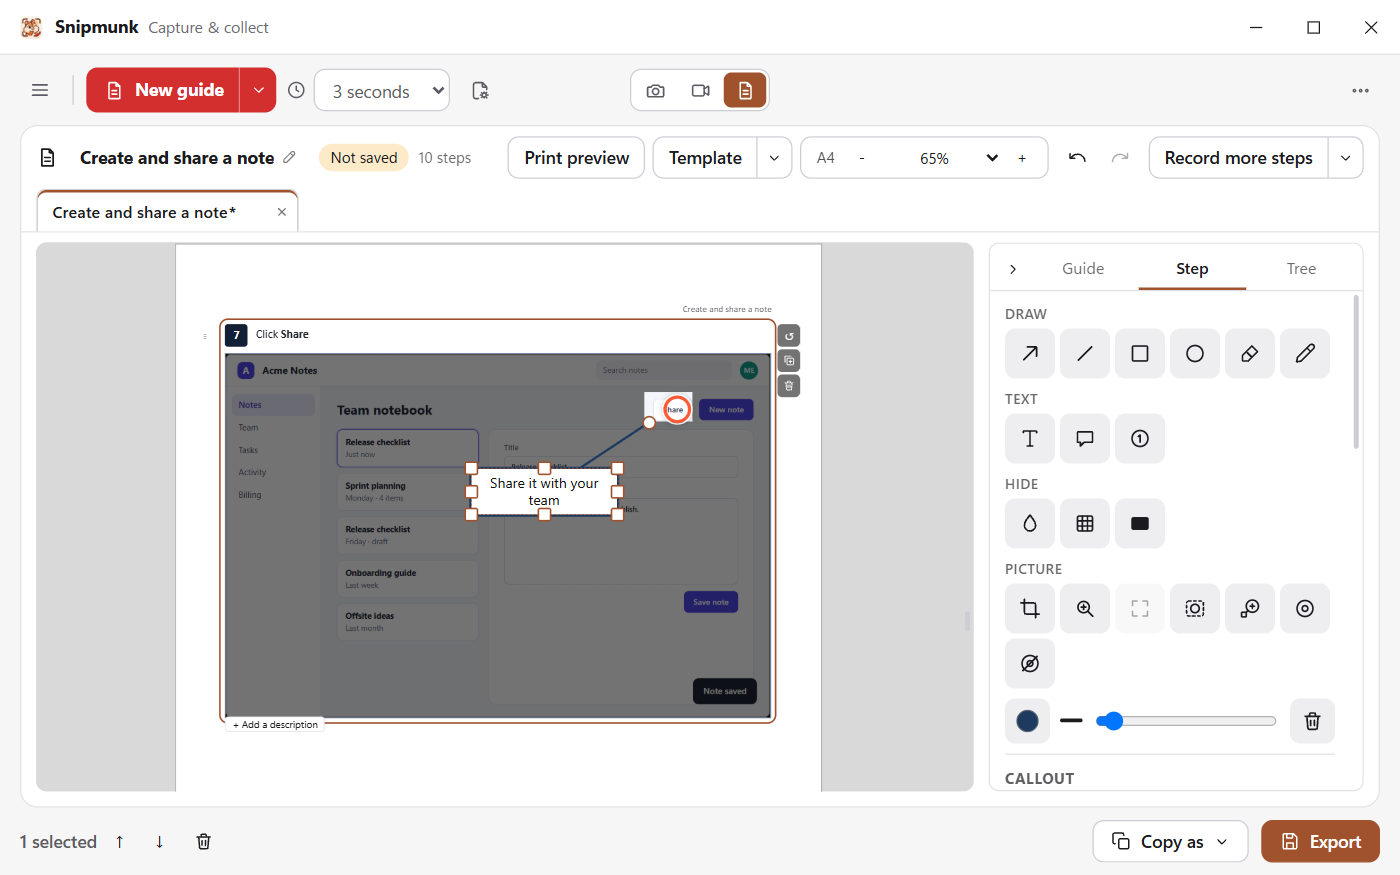 Snipmunk Capture & collect
New guide
3 seconds
Create and share a note
Not saved
10 steps
Print preview
Template
A4 - 65% +
Record more steps
Create and share a note* ×
Guide
Step
Tree
Create and share a note
7 Click Share
A Acme Notes
Search notes
ME
Notes
Team
Tasks
Activity
Billing
Team notebook
hare
New note
Release checklist
Just now
Sprint planning
Monday · 4 items
Release checklist
Friday · draft
Onboarding guide
Last week
Offsite ideas
Last month
Title
Share it with your
team
Save note
Note saved
+ Add a description
DRAW
TEXT
T
1
HIDE
PICTURE
CALLOUT
1 selected ↑ ↓
Copy as
Export